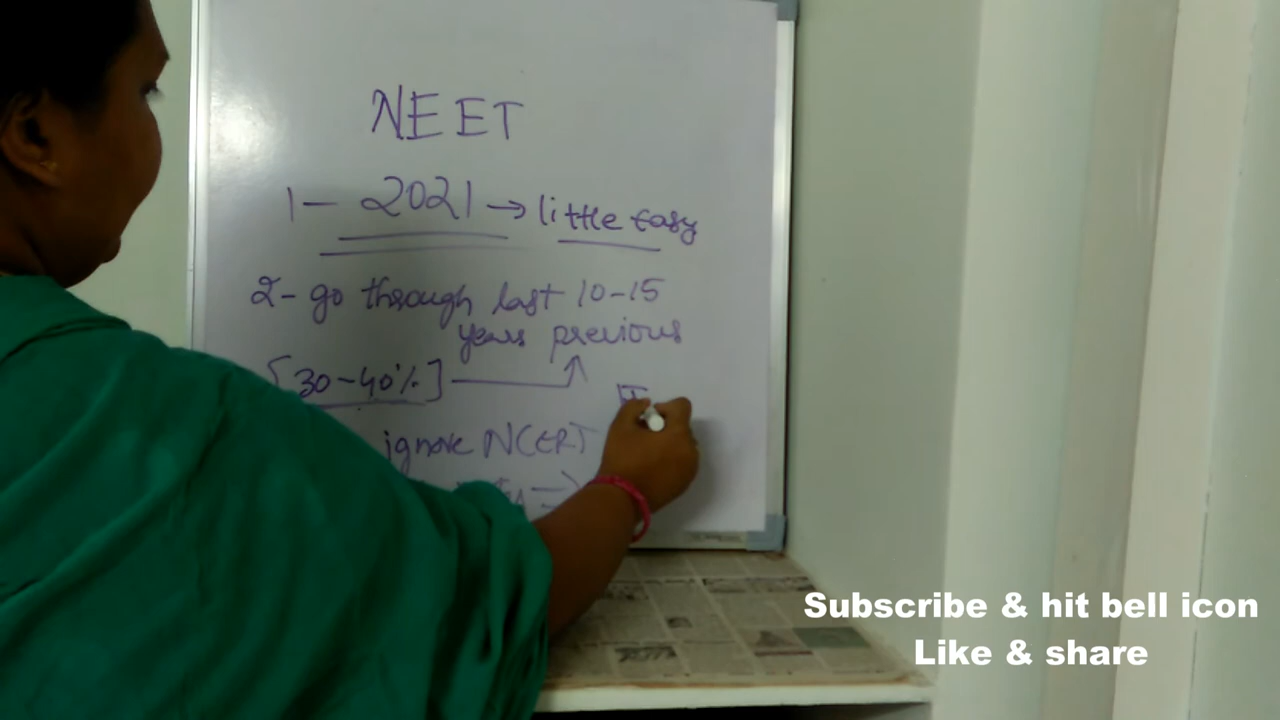 NEET
1- 2021 → little easy
2- go through last 10-15
years previous
[30-40%]
ignore NCERT
Subscribe & hit bell icon
Like & share